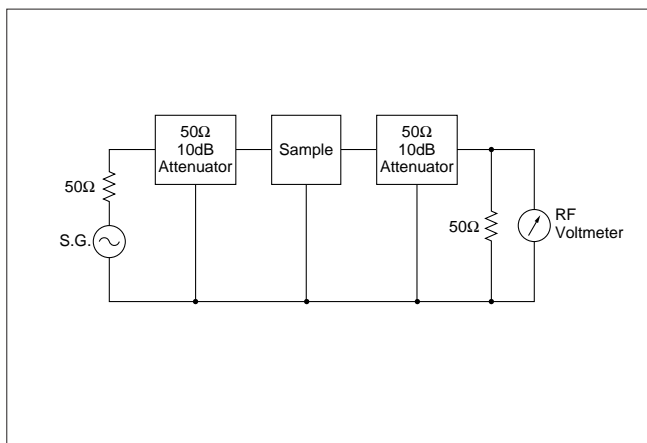 50Ω
10dB
Attenuator
Sample
50Ω
10dB
Attenuator
50Ω
S.G.
50Ω
RF
Voltmeter